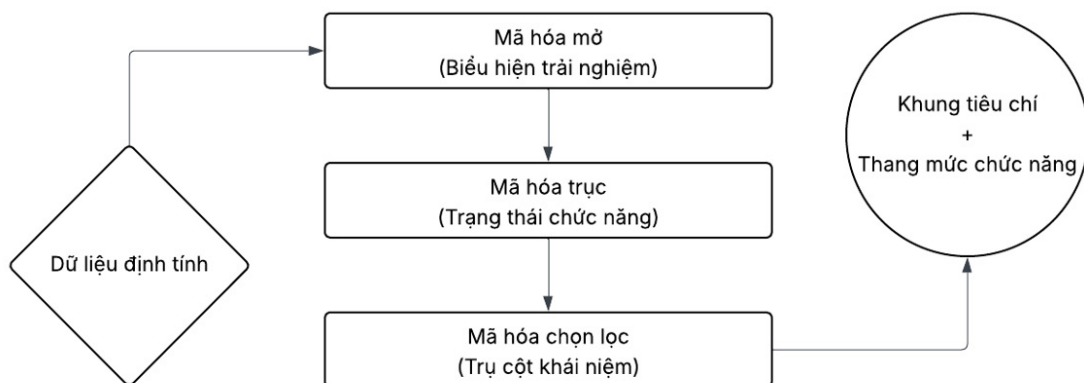 Dữ liệu định tính
Mã hóa mở
(Biểu hiện trải nghiệm)
Mã hóa trục
(Trạng thái chức năng)
Mã hóa chọn lọc
(Trụ cột khái niệm)
Khung tiêu chí
+
Thang mức chức năng